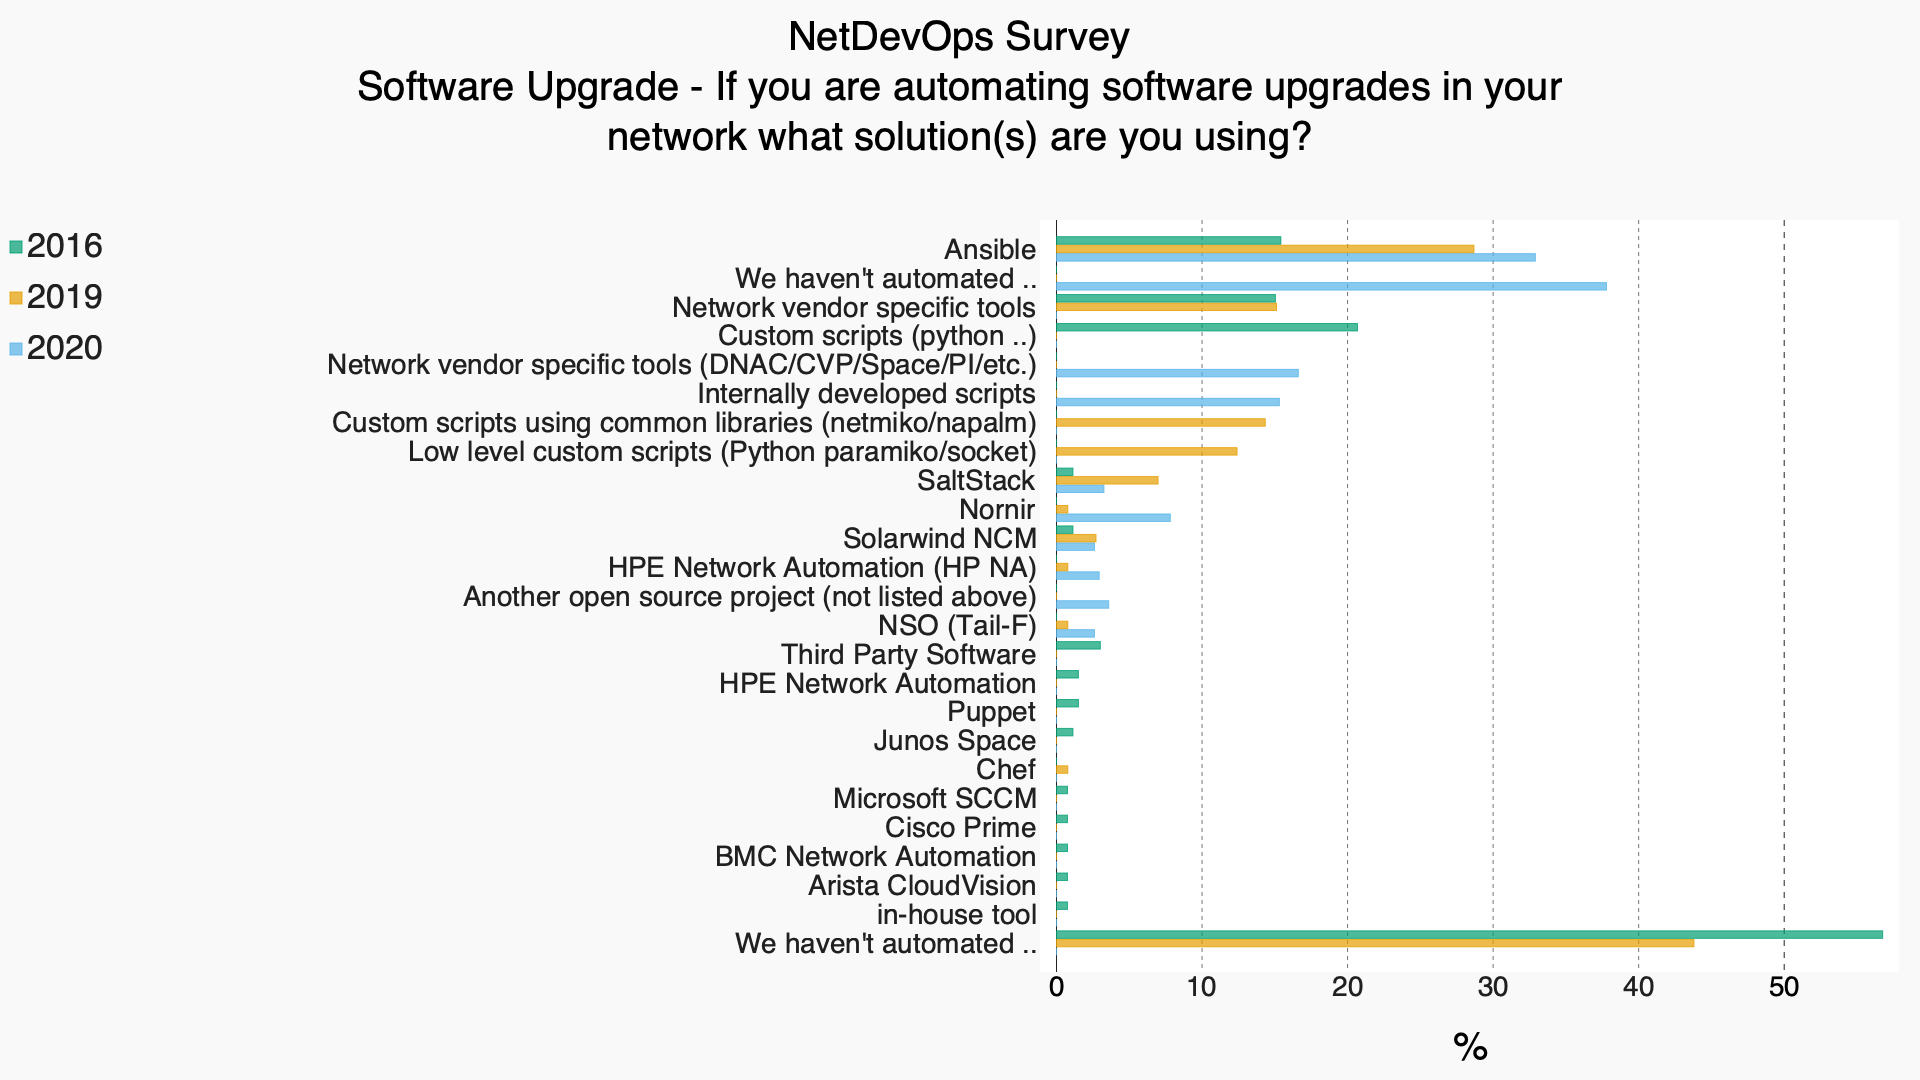 NetDevOps Survey
Software Upgrade - If you are automating software upgrades in your
network what solution(s) are you using?
2016
2019
2020
Ansible
We haven't automated ..
Network vendor specific tools
Custom scripts (python ..)
Network vendor specific tools (DNAC/CVP/Space/PI/etc.)
Internally developed scripts
Custom scripts using common libraries (netmiko/napalm)
Low level custom scripts (Python paramiko/socket)
SaltStack
Nornir
Solarwind NCM
HPE Network Automation (HP NA)
Another open source project (not listed above)
NSO (Tail-F)
Third Party Software
HPE Network Automation
Puppet
Junos Space
Chef
Microsoft SCCM
Cisco Prime
BMC Network Automation
Arista CloudVision
in-house tool
We haven't automated ..
0 10 20 30 40 50
%